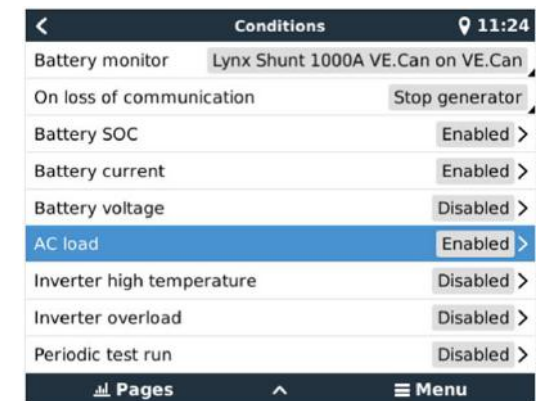 Conditions 11:24
Battery monitor Lynx Shunt 1000A VE.Can on VE.Can
On loss of communication Stop generator
Battery SOC Enabled
Battery current Enabled
Battery voltage Disabled
AC load Enabled
Inverter high temperature Disabled
Inverter overload Disabled
Periodic test run Disabled
Pages Menu